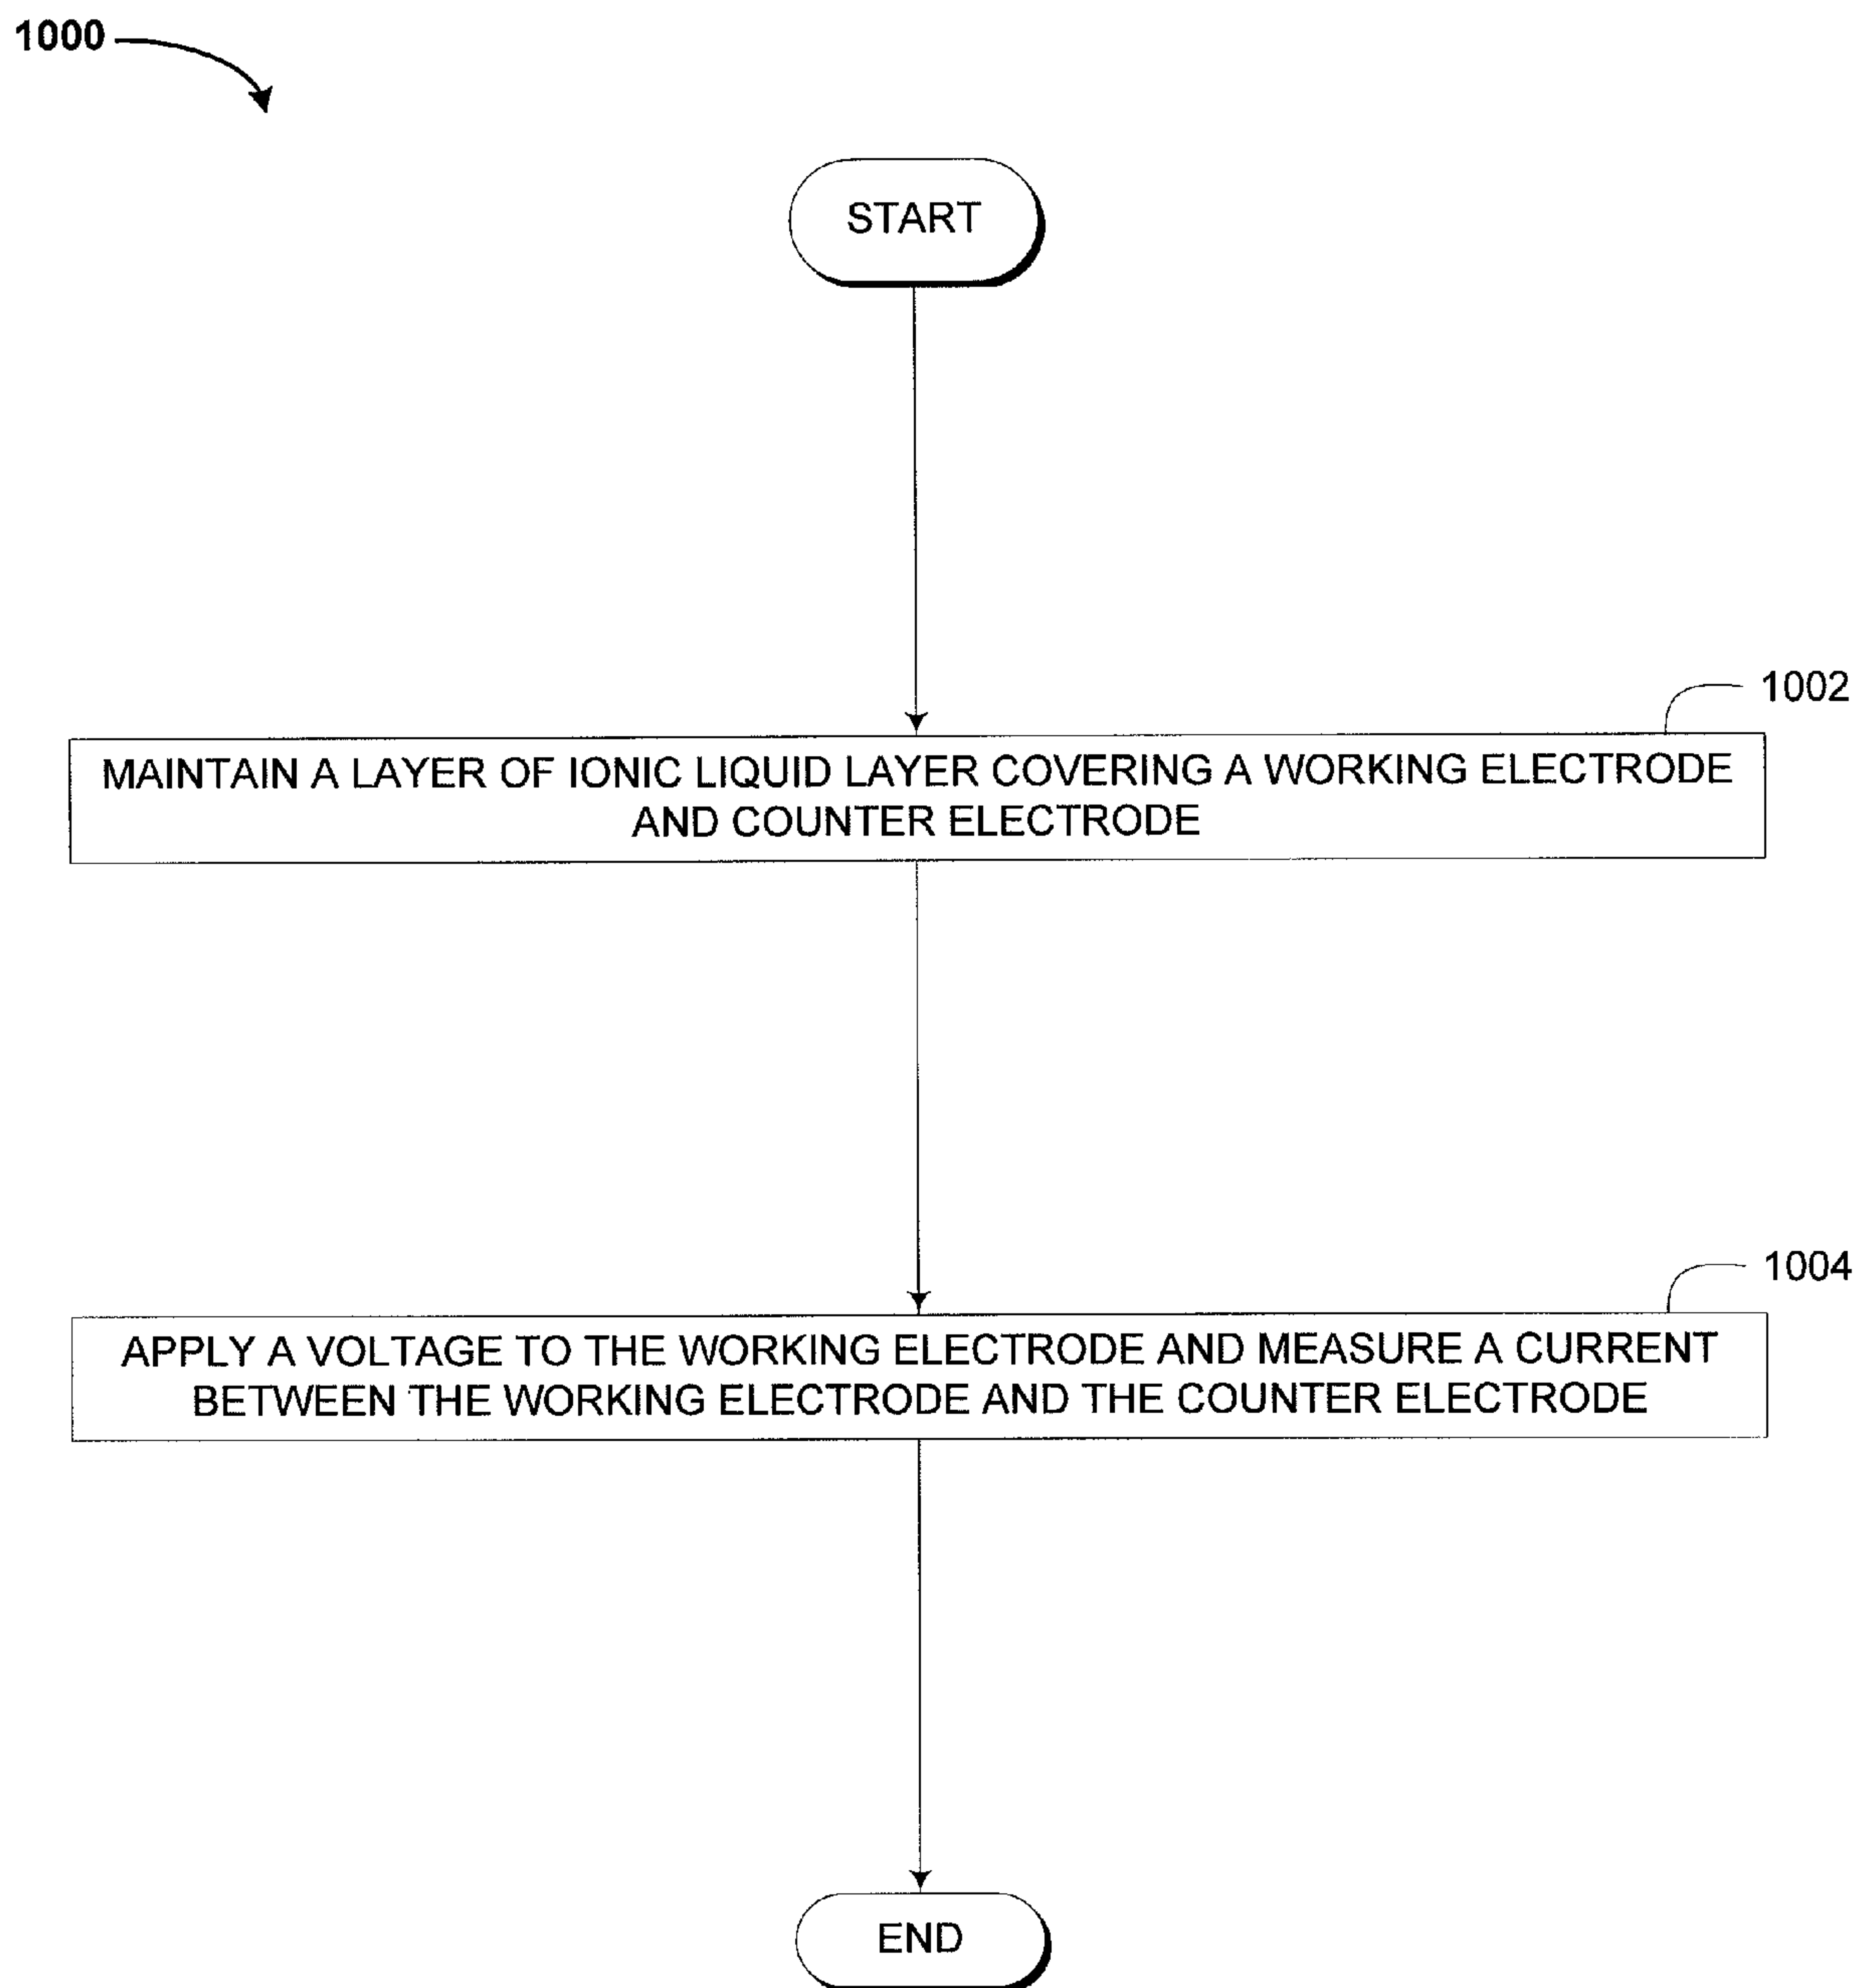 1000
START
1002
MAINTAIN A LAYER OF IONIC LIQUID LAYER COVERING A WORKING ELECTRODE
AND COUNTER ELECTRODE
1004
APPLY A VOLTAGE TO THE WORKING ELECTRODE AND MEASURE A CURRENT
BETWEEN THE WORKING ELECTRODE AND THE COUNTER ELECTRODE
END